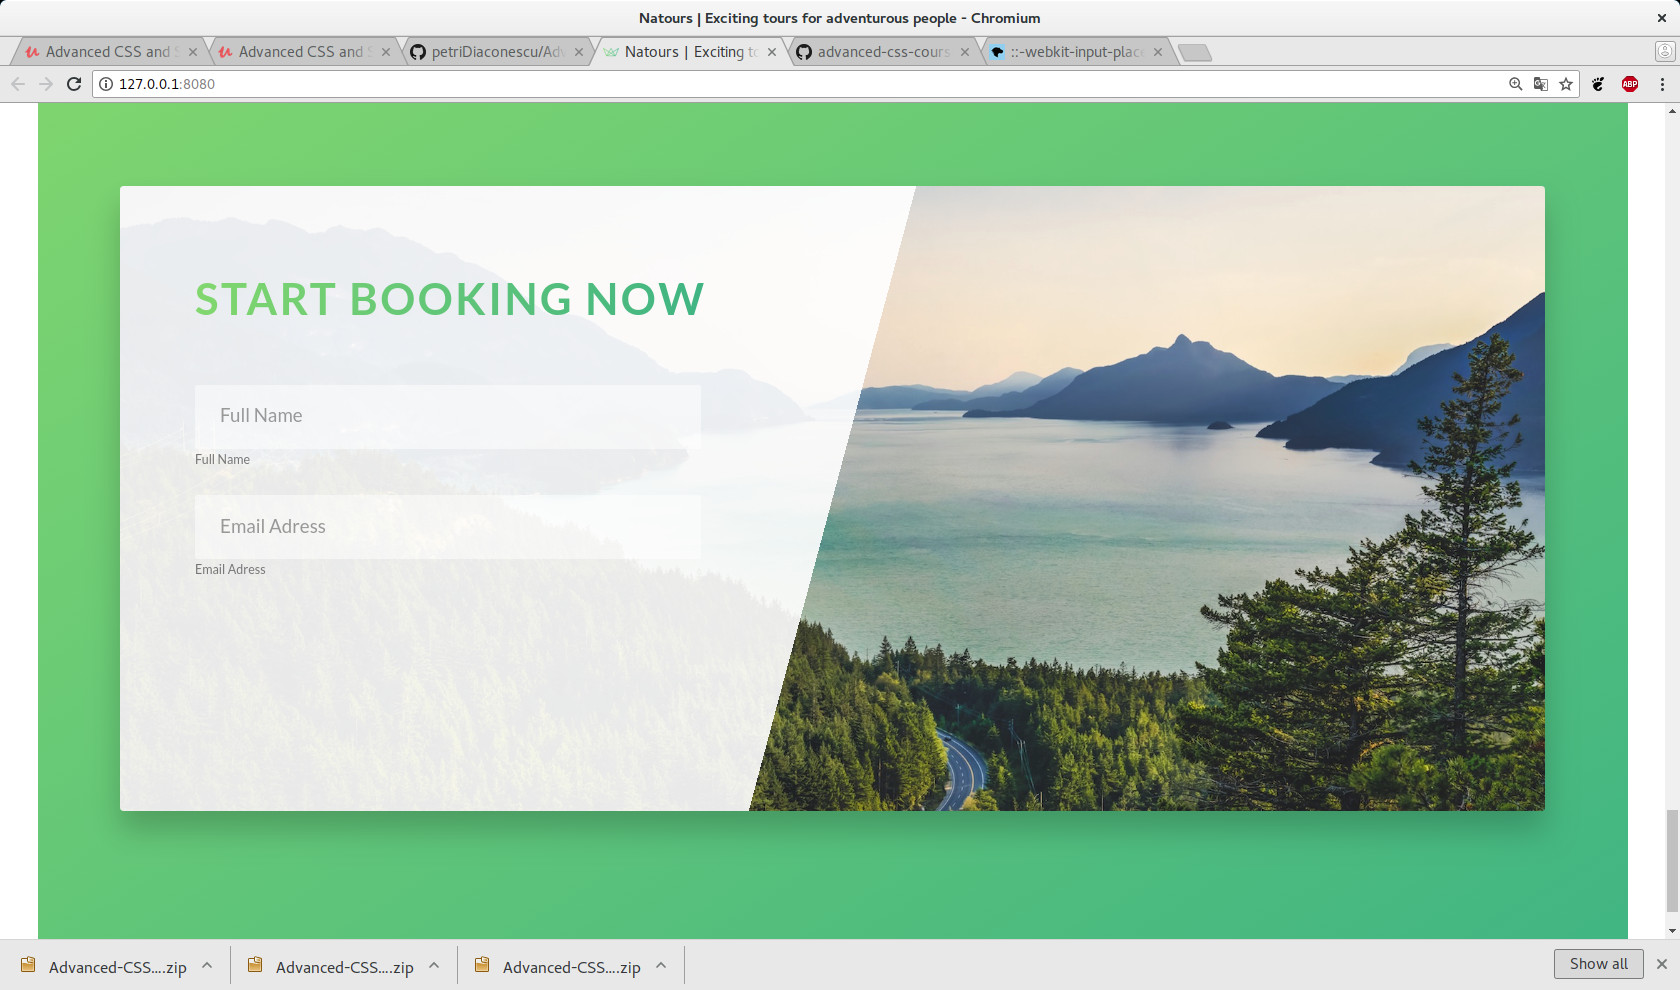 Natours | Exciting tours for adventurous people - Chromium
Advanced CSS and S
Advanced CSS and S
petriDiaconescu/Adv
Natours | Exciting to
advanced-css-cours
::-webkit-input-place
127.0.0.1:8080
ABP
START BOOKING NOW
Full Name
Full Name
Email Adress
Email Adress
Advanced-CSS....zip
Advanced-CSS....zip
Advanced-CSS....zip
Show all